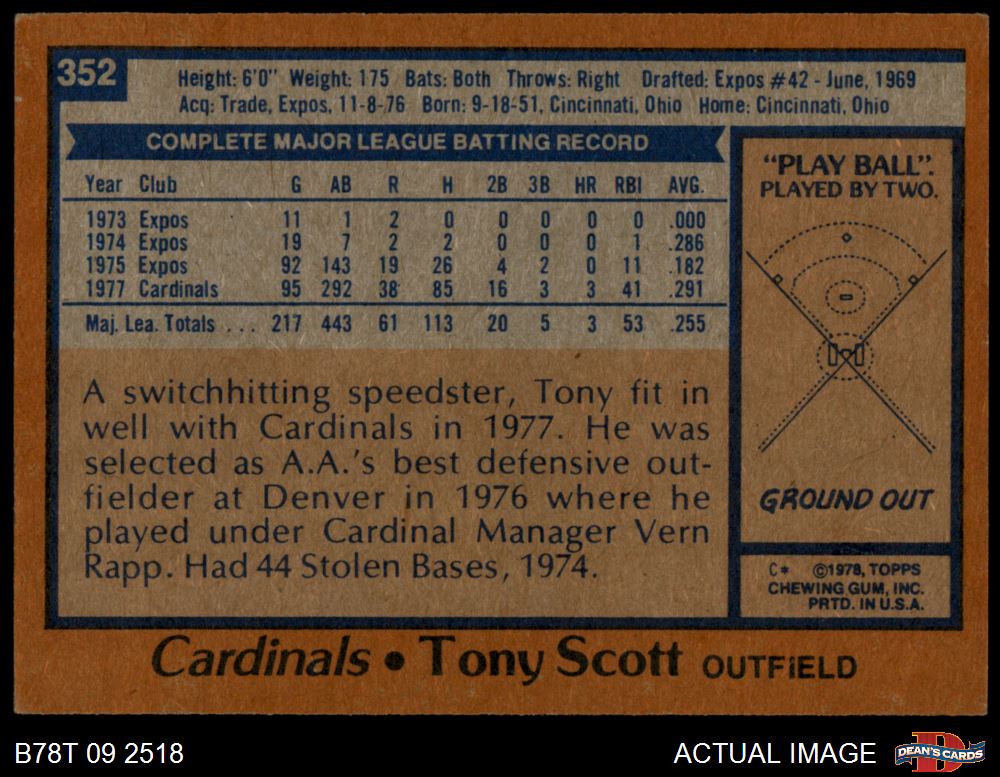 352
Height: 6'0" Weight: 175 Bats: Both Throws: Right Drafted: Expos #42 - June, 1969
Acq: Trade, Expos, 11-8-76 Born: 9-18-51, Cincinnati, Ohio Home: Cincinnati, Ohio
COMPLETE MAJOR LEAGUE BATTING RECORD
Year Club G AB R H 2B 3B HR RBI AVG.
1973 Expos 11 1 2 0 0 0 0 0 .000
1974 Expos 19 7 2 2 0 0 0 1 .286
1975 Expos 92 143 19 26 4 2 0 11 .182
1977 Cardinals 95 292 38 85 16 3 3 41 .291
Maj. Lea. Totals . . . 217 443 61 113 20 5 3 53 .255
A switchhitting speedster, Tony fit in
well with Cardinals in 1977. He was
selected as A.A.'s best defensive out-
fielder at Denver in 1976 where he
played under Cardinal Manager Vern
Rapp. Had 44 Stolen Bases, 1974.
"PLAY BALL".
PLAYED BY TWO.
GROUND OUT
C* ©1978, TOPPS
CHEWING GUM, INC.
PRTD. IN U.S.A.
Cardinals • Tony Scott OUTFIELD
B78T 09 2518
ACTUAL IMAGE
D
DEAN'S CARDS